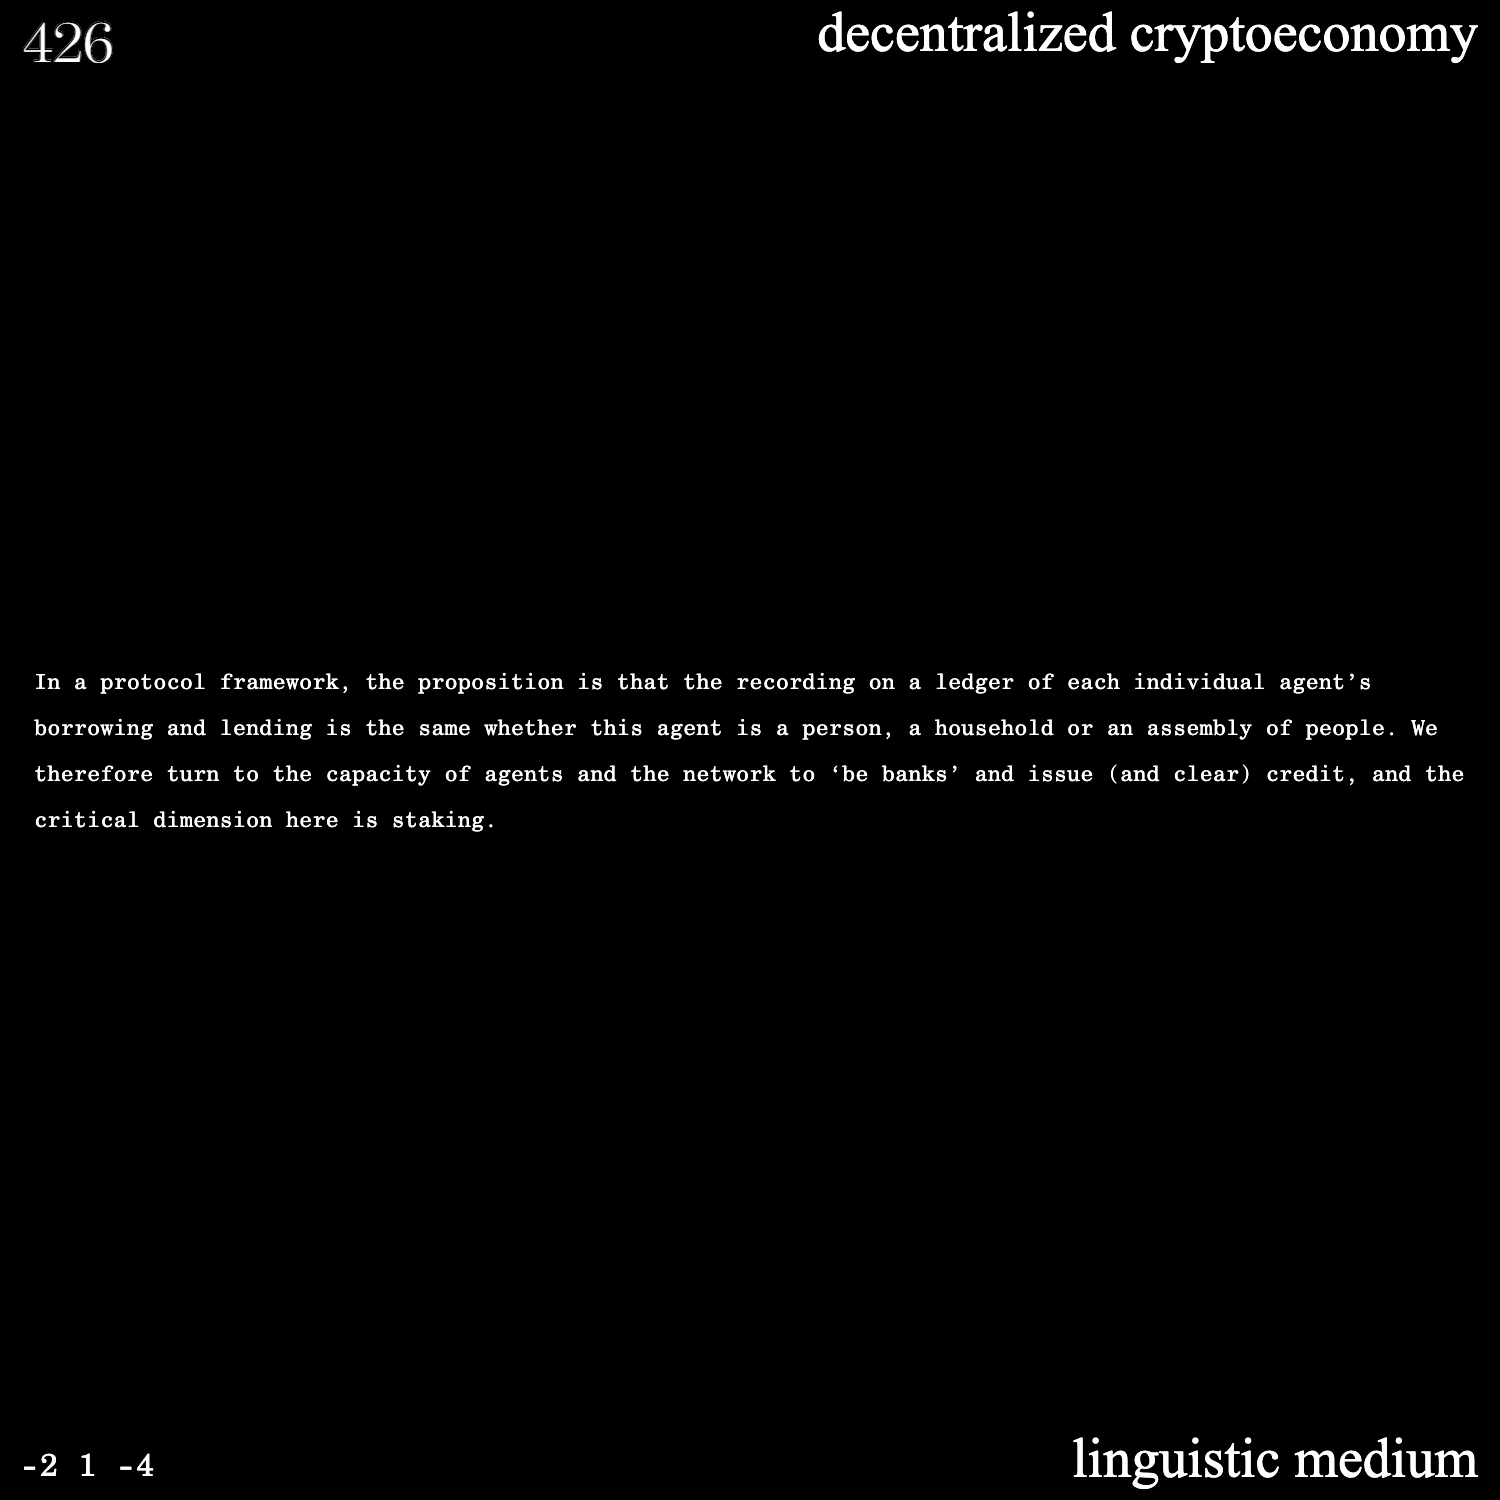 426
decentralized cryptoeconomy
In a protocol framework, the proposition is that the recording on a ledger of each individual agent’s
borrowing and lending is the same whether this agent is a person, a household or an assembly of people. We
therefore turn to the capacity of agents and the network to ‘be banks’ and issue (and clear) credit, and the
critical dimension here is staking.
-2 1 -4
linguistic medium